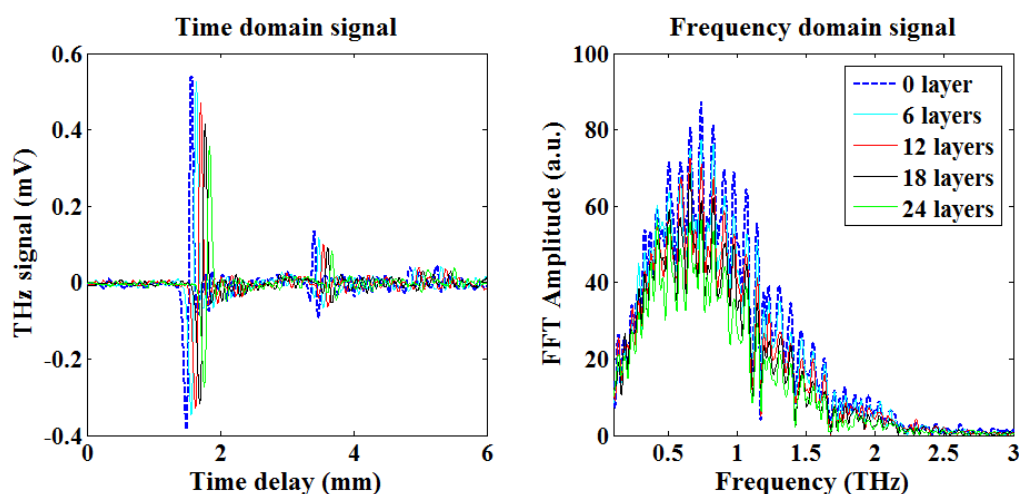 Time domain signal
THz signal (mV)
0.6
0.4
0.2
0
-0.2
-0.4
0
2
4
6
Time delay (mm)
Frequency domain signal
FFT Amplitude (a.u.)
100
80
60
40
20
0
0.5
1
1.5
2
2.5
3
Frequency (THz)
0 layer
6 layers
12 layers
18 layers
24 layers